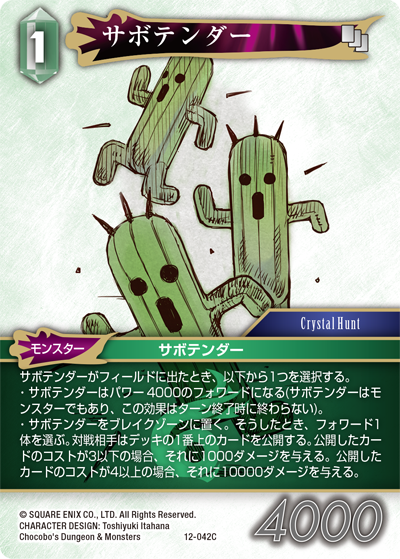 1
サボテンダー
Crystal Hunt
モンスター
サボテンダー
サボテンダーがフィールドに出たとき、以下から1つを選択する。
・サボテンダーはパワー4000のフォワードになる(サボテンダーはモ
ンスターでもあり、この効果はターン終了時に終わらない)。
・サボテンダーをブレイクゾーンに置く。そうしたとき、フォワード1
体を選ぶ。対戦相手はデッキの1番上のカードを公開する。公開したカー
ドのコストが3以下の場合、それに1000ダメージを与える。公開し
たカードのコストが4以上の場合、それに10000ダメージを与える。
© SQUARE ENIX CO., LTD. All Rights Reserved.
CHARACTER DESIGN: Toshiyuki Itahana
Chocobo's Dungeon & Monsters
12-042C
4000